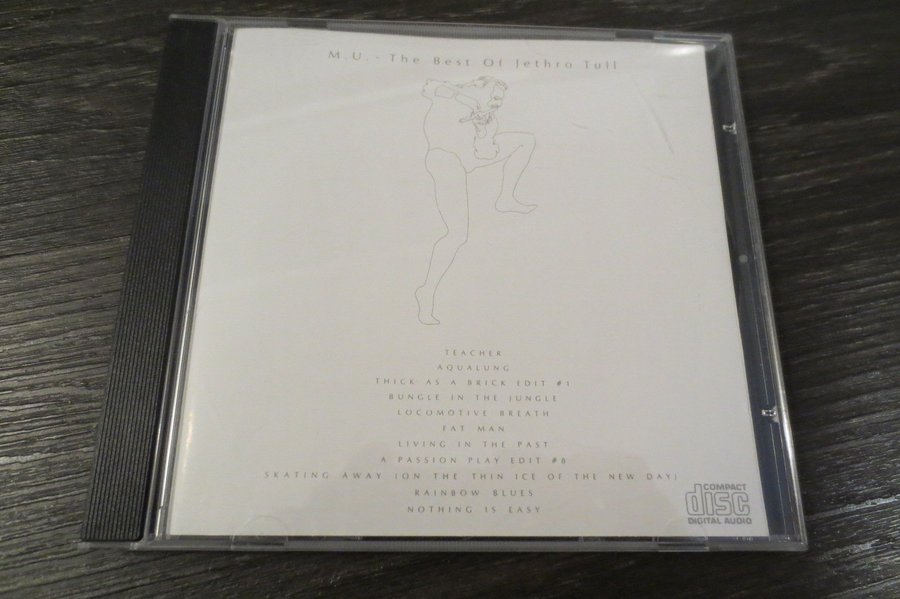 M.U. - The Best Of Jethro Tull
TEACHER
AQUALUNG
THICK AS A BRICK EDIT #1
BUNGLE IN THE JUNGLE
LOCOMOTIVE BREATH
FAT MAN
LIVING IN THE PAST
A PASSION PLAY EDIT #8
SKATING AWAY (ON THE THIN ICE OF THE NEW DAY)
RAINBOW BLUES
NOTHING IS EASY
COMPACT
disc
DIGITAL AUDIO